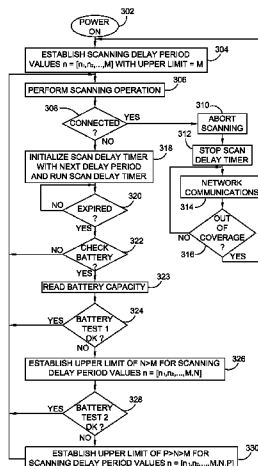 302
POWER
ON
ESTABLISH SCANNING DELAY PERIOD
VALUES n = [n₁,n₂,...,M] WITH UPPER LIMIT = M
304
PERFORM SCANNING OPERATION
306
308
CONNECTED
?
YES
NO
310
ABORT
SCANNING
312
STOP SCAN
DELAY TIMER
INITIALIZE SCAN DELAY TIMER
WITH NEXT DELAY PERIOD
AND RUN SCAN DELAY TIMER
318
NETWORK
COMMUNICATIONS
314
320
NO
EXPIRED
?
YES
OUT
OF
COVERAGE
?
NO
YES
316
322
NO
CHECK
BATTERY
?
YES
323
READ BATTERY CAPACITY
324
YES
BATTERY
TEST 1
OK ?
NO
326
ESTABLISH UPPER LIMIT OF N>M FOR SCANNING
DELAY PERIOD VALUES n = [n₁,n₂,...,M,N]
328
YES
BATTERY
TEST 2
OK ?
NO
330
ESTABLISH UPPER LIMIT OF P>N>M FOR
SCANNING DELAY PERIOD VALUES n = [n₁,n₂,...,M,N,P]